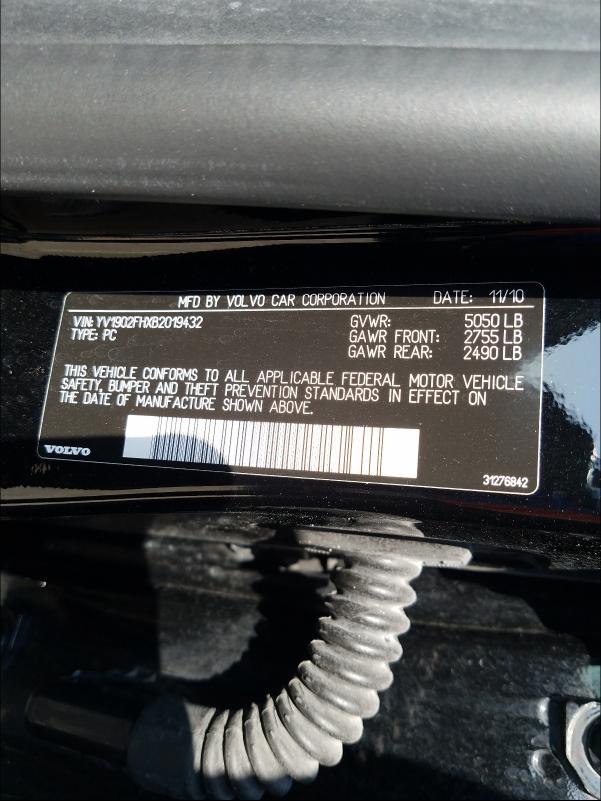 MFD BY VOLVO CAR CORPORATION DATE: 11/10
VIN: YV1902FHXB2019432 GVWR: 5050 LB
TYPE: PC GAWR FRONT: 2755 LB
GAWR REAR: 2490 LB
THIS VEHICLE CONFORMS TO ALL APPLICABLE FEDERAL MOTOR VEHICLE
SAFETY, BUMPER AND THEFT PREVENTION STANDARDS IN EFFECT ON
THE DATE OF MANUFACTURE SHOWN ABOVE.
VOLVO
31276842